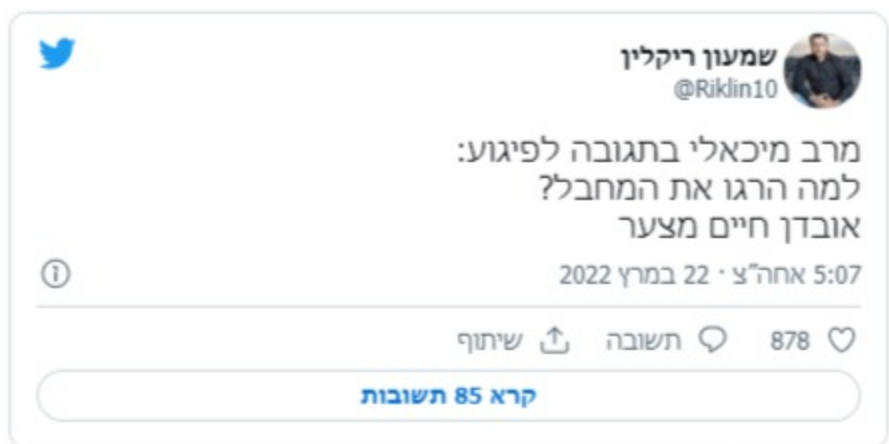 שמעון ריקלין
@Riklin10
מרב מיכאלי בתגובה לפיגוע:
למה הרגו את המחבל?
אובדן חיים מצער
5:07 אחה"צ · 22 במרץ 2022
878 תשובה שיתוף
קרא 85 תשובות